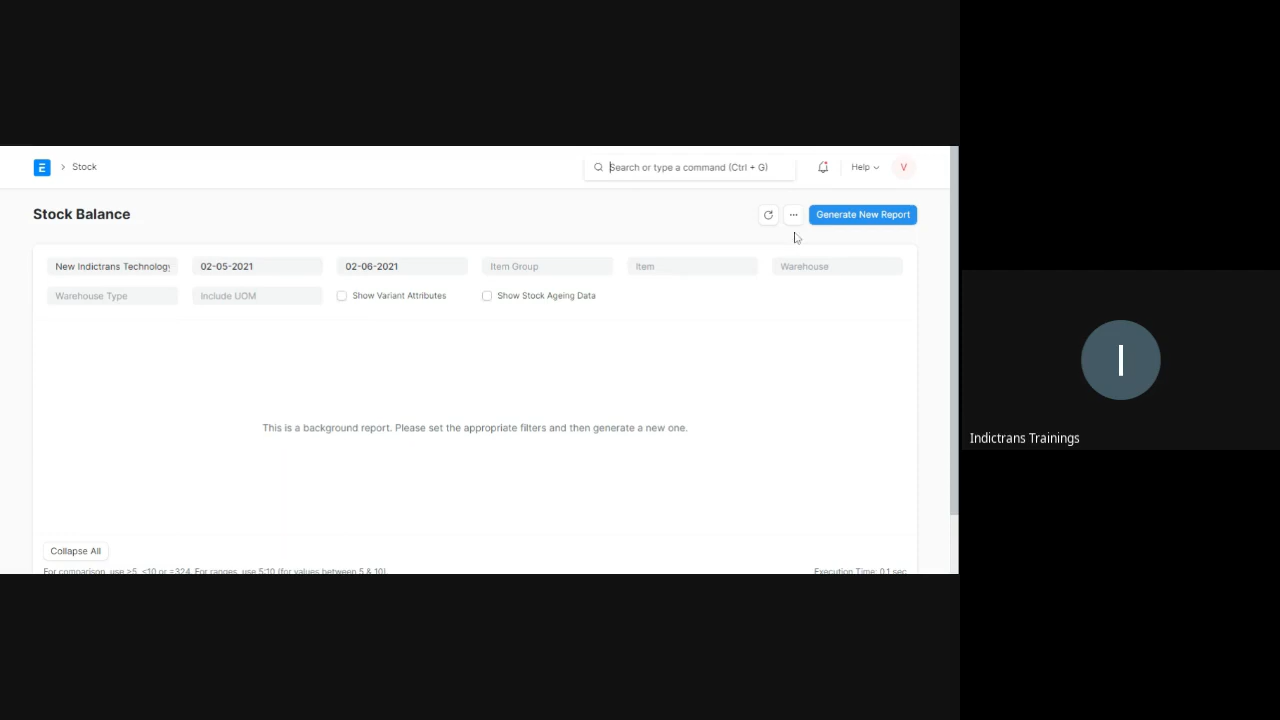 E > Stock
Search or type a command (Ctrl + G)
Help
V
Stock Balance
...
Generate New Report
New Indictrans Technology
02-05-2021
02-06-2021
Item Group
Item
Warehouse
Warehouse Type
Include UOM
Show Variant Attributes
Show Stock Ageing Data
This is a background report. Please set the appropriate filters and then generate a new one.
Collapse All
For comparison, use >5, <10 or =324. For ranges, use 5:10 (for values between 5 & 10).
Execution Time: 0.1 sec
I
Indictrans Trainings